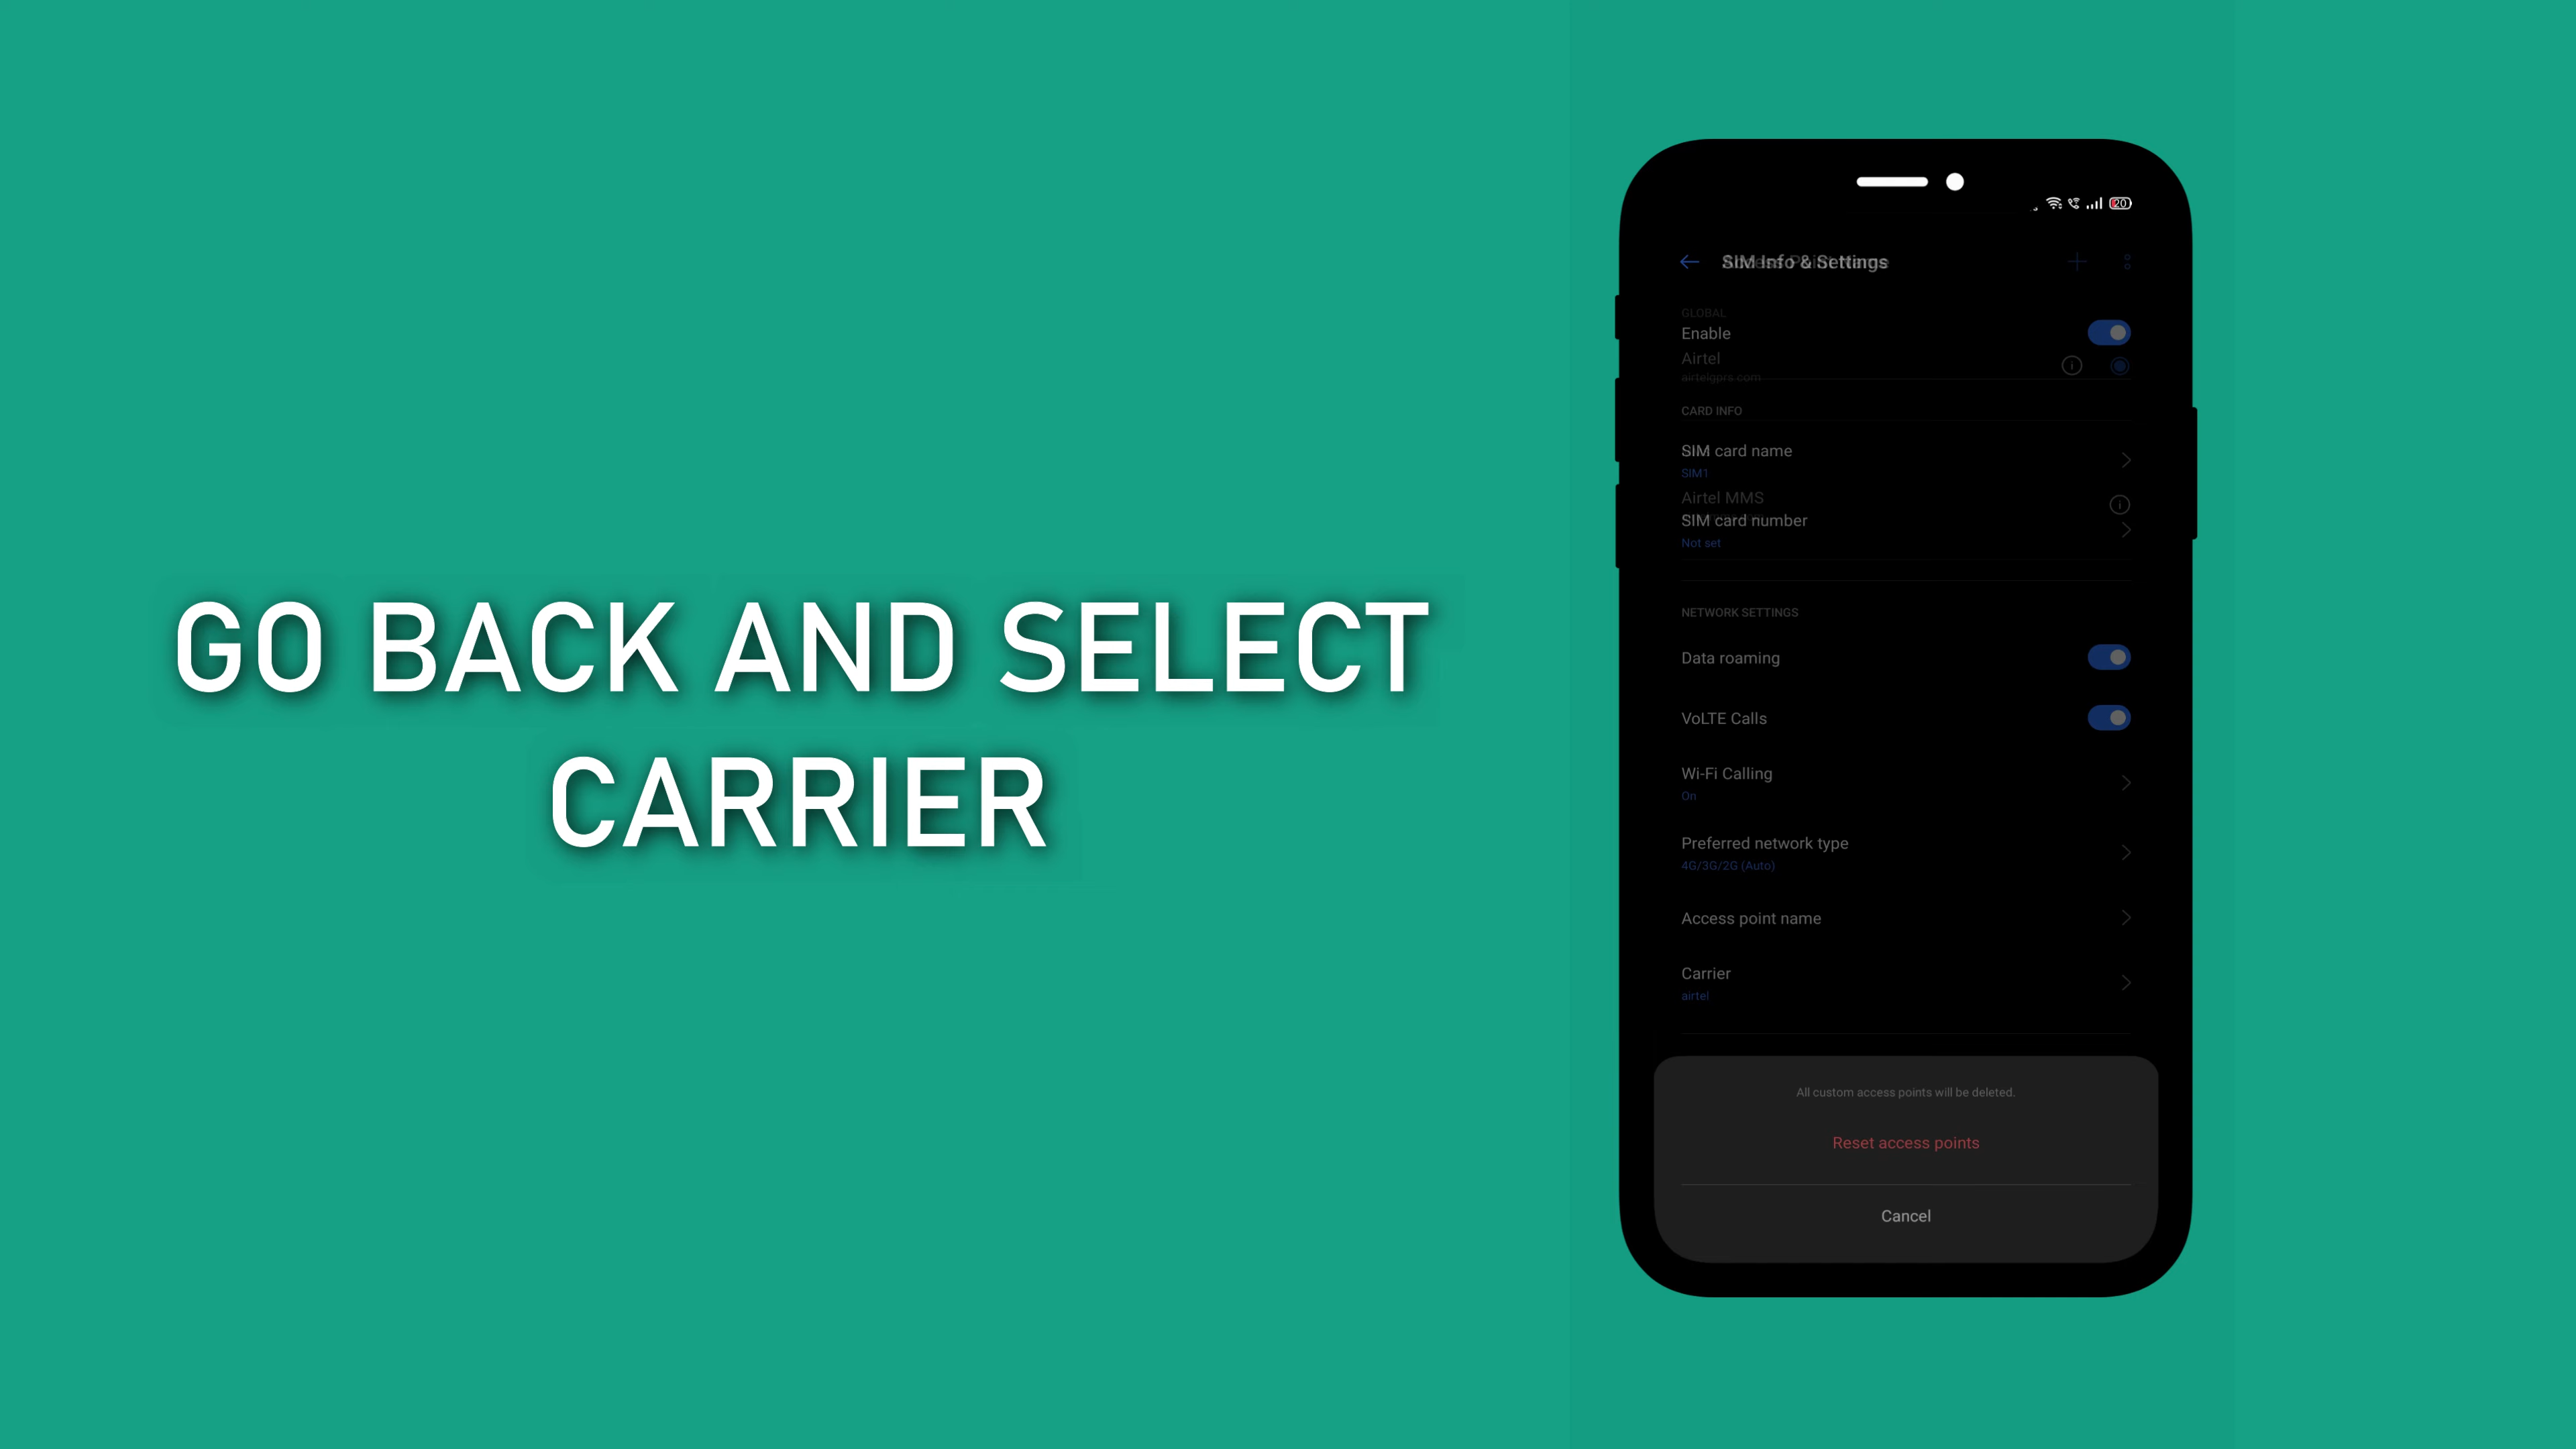 GO BACK AND SELECT
CARRIER
20
SIM Info & Settings
GLOBAL
Enable
Airtel
airtelgprs.com
CARD INFO
SIM card name
SIM1
Airtel MMS
SIM card number
Not set
NETWORK SETTINGS
Data roaming
VoLTE Calls
Wi-Fi Calling
On
Preferred network type
4G/3G/2G (Auto)
Access point name
Carrier
airtel
All custom access points will be deleted.
Reset access points
Cancel